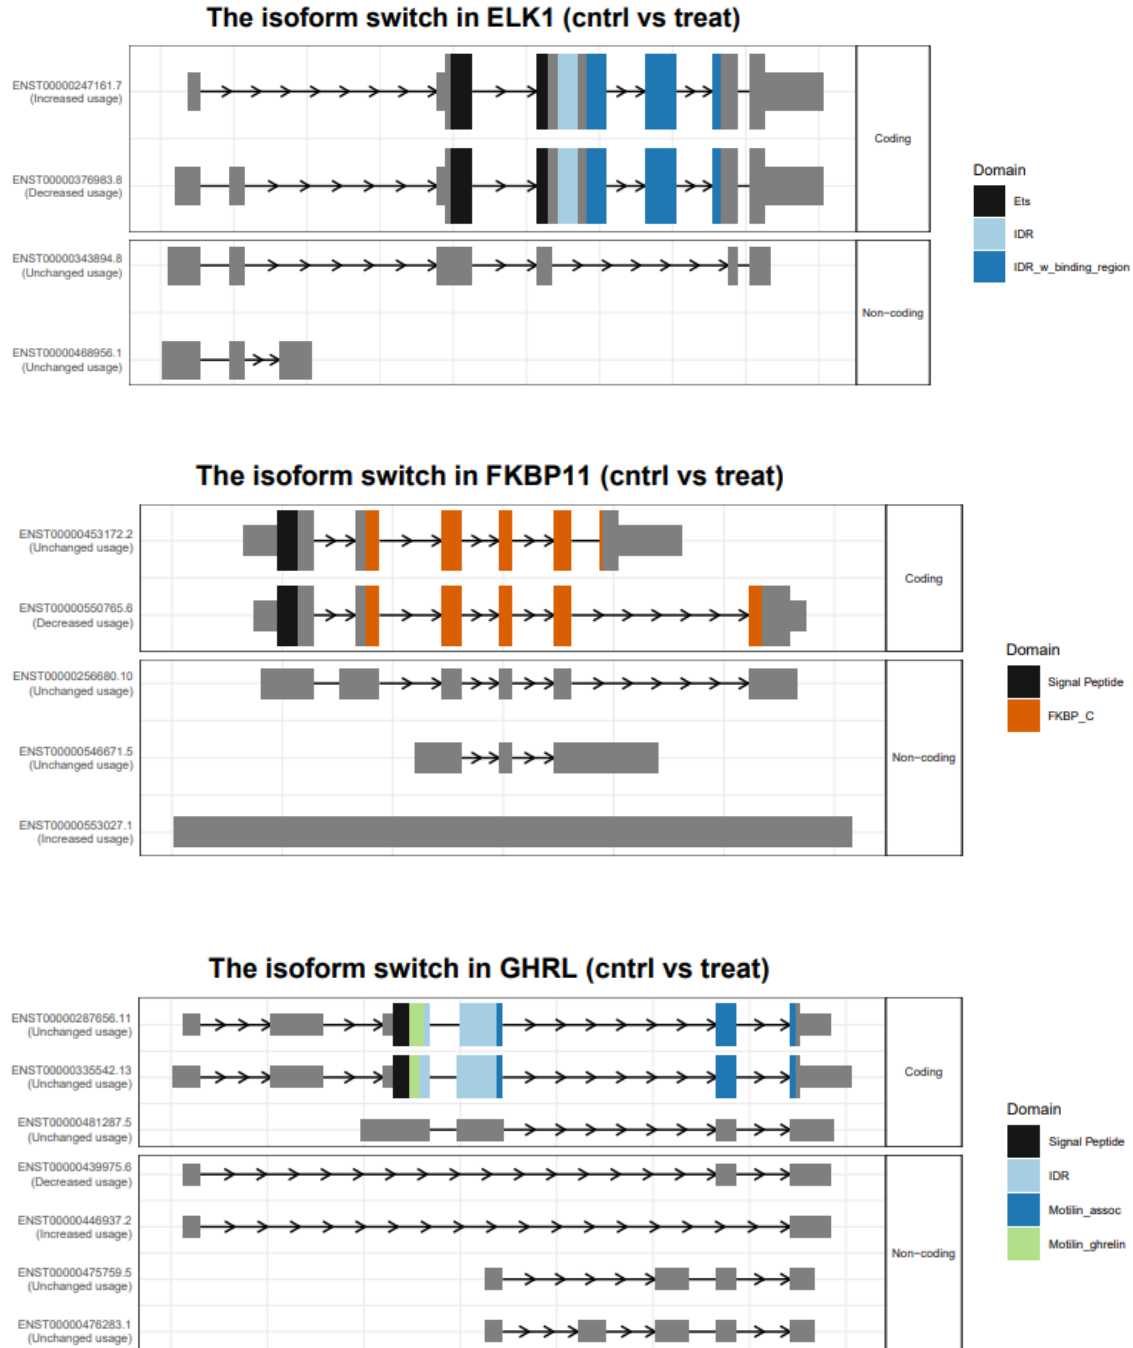 The isoform switch in ELK1 (cntrl vs treat)
ENST00000247161.7
(Increased usage)
ENST00000376983.8
(Decreased usage)
Coding
ENST00000343894.8
(Unchanged usage)
ENST00000468956.1
(Unchanged usage)
Non-coding
Domain
Ets
IDR
IDR_w_binding_region
The isoform switch in FKBP11 (cntrl vs treat)
ENST00000453172.2
(Unchanged usage)
ENST00000550765.6
(Decreased usage)
Coding
ENST00000256680.10
(Unchanged usage)
ENST00000546671.5
(Unchanged usage)
ENST00000553027.1
(Increased usage)
Non-coding
Domain
Signal Peptide
FKBP_C
The isoform switch in GHRL (cntrl vs treat)
ENST00000287656.11
(Unchanged usage)
ENST00000335542.13
(Unchanged usage)
ENST00000481287.5
(Unchanged usage)
Coding
ENST00000439975.6
(Decreased usage)
ENST00000446937.2
(Increased usage)
ENST00000475759.5
(Unchanged usage)
ENST00000476283.1
(Unchanged usage)
Non-coding
Domain
Signal Peptide
IDR
Motilin_assoc
Motilin_ghrelin